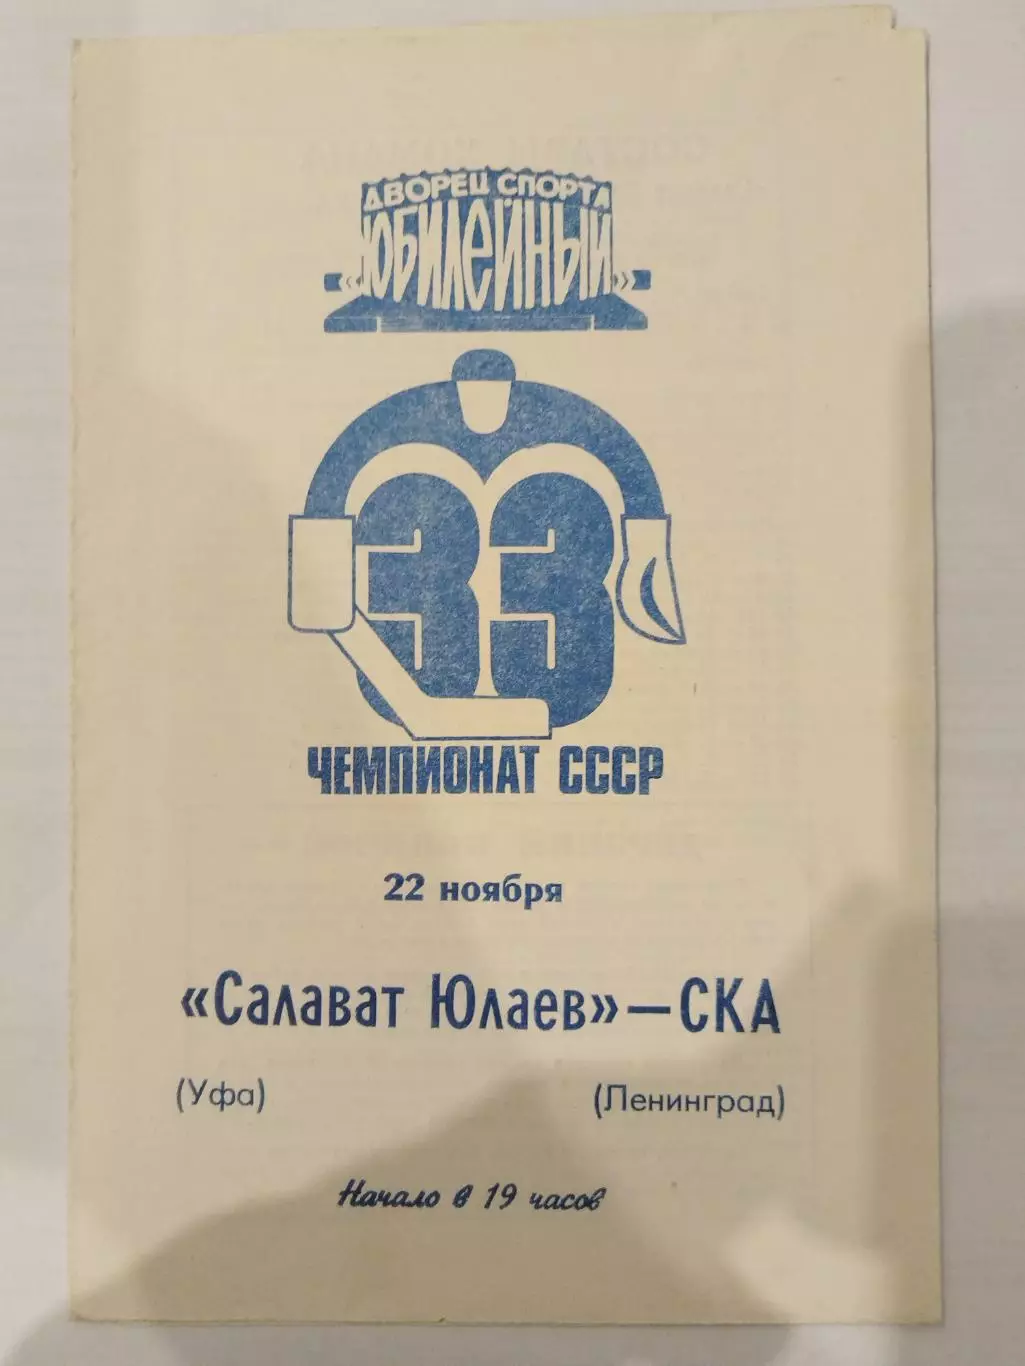 ДВОРЕЦ СПОРТА
«ЮБИЛЕЙНЫЙ»
33
ЧЕМПИОНАТ СССР
22 ноября
«Салават Юлаев» — СКА
(Уфа) (Ленинград)
Начало в 19 часов